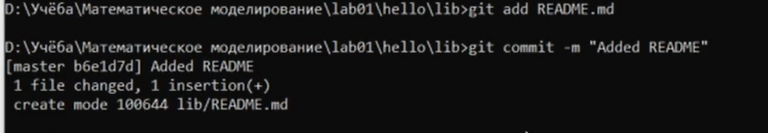 D:\Учёба\Математическое моделирование\lab01\hello\lib>git add README.md
D:\Учёба\Математическое моделирование\lab01\hello\lib>git commit -m "Added README"
[master b6e1d7d] Added README
1 file changed, 1 insertion(+)
create mode 100644 lib/README.md